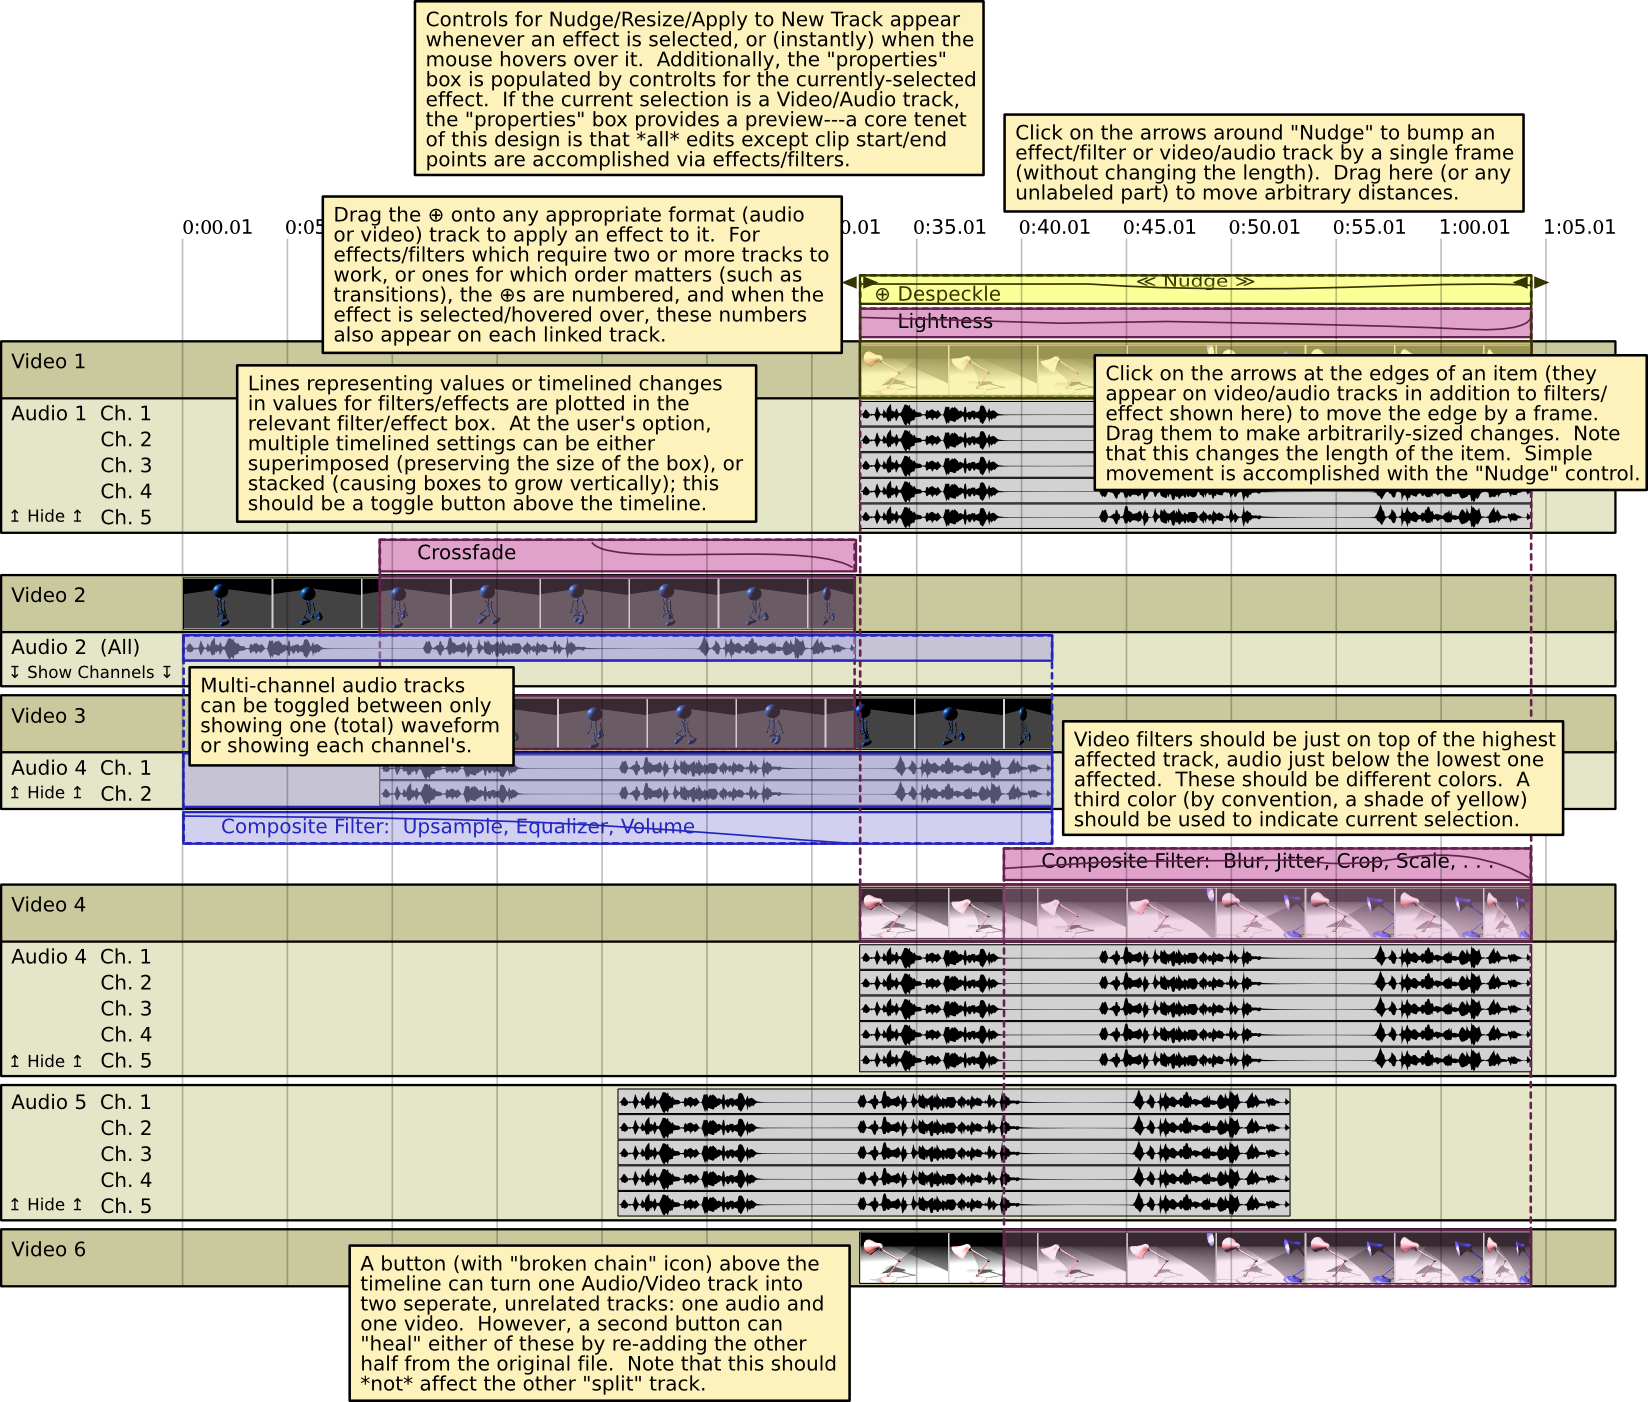 Controls for Nudge/Resize/Apply to New Track appear
whenever an effect is selected, or (instantly) when the
mouse hovers over it.  Additionally, the "properties"
box is populated by controlts for the currently-selected
effect.  If the current selection is a Video/Audio track,
the "properties" box provides a preview---a core tenet
of this design is that *all* edits except clip start/end
points are accomplished via effects/filters.
Click on the arrows around "Nudge" to bump an
effect/filter or video/audio track by a single frame
(without changing the length).  Drag here (or any
unlabeled part) to move arbitrary distances.
Drag the ⊕ onto any appropriate format (audio
or video) track to apply an effect to it.  For
effects/filters which require two or more tracks to
work, or ones for which order matters (such as
transitions), the ⊕s are numbered, and when the
effect is selected/hovered over, these numbers
also appear on each linked track.
0:00.01 0:05 0.01 0:35.01 0:40.01 0:45.01 0:50.01 0:55.01 1:00.01 1:05.01
≪ Nudge ≫
⊕ Despeckle
Lightness
Video 1
Lines representing values or timelined changes
in values for filters/effects are plotted in the
relevant filter/effect box.  At the user's option,
multiple timelined settings can be either
superimposed (preserving the size of the box), or
stacked (causing boxes to grow vertically); this
should be a toggle button above the timeline.
Click on the arrows at the edges of an item (they
appear on video/audio tracks in addition to filters/
effect shown here) to move the edge by a frame.
Drag them to make arbitrarily-sized changes.  Note
that this changes the length of the item.  Simple
movement is accomplished with the "Nudge" control.
Audio 1 Ch. 1
Ch. 2
Ch. 3
Ch. 4
↥ Hide ↥ Ch. 5
Crossfade
Video 2
Audio 2 (All)
↧ Show Channels ↧
Multi-channel audio tracks
can be toggled between only
showing one (total) waveform
or showing each channel's.
Video 3
Audio 4 Ch. 1
↥ Hide ↥ Ch. 2
Video filters should be just on top of the highest
affected track, audio just below the lowest one
affected.  These should be different colors.  A
third color (by convention, a shade of yellow)
should be used to indicate current selection.
Composite Filter:  Upsample, Equalizer, Volume
Composite Filter:  Blur, Jitter, Crop, Scale, . . .
Video 4
Audio 4 Ch. 1
Ch. 2
Ch. 3
Ch. 4
↥ Hide ↥ Ch. 5
Audio 5 Ch. 1
Ch. 2
Ch. 3
Ch. 4
↥ Hide ↥ Ch. 5
Video 6
A button (with "broken chain" icon) above the
timeline can turn one Audio/Video track into
two seperate, unrelated tracks: one audio and
one video.  However, a second button can
"heal" either of these by re-adding the other
half from the original file.  Note that this should
*not* affect the other "split" track.